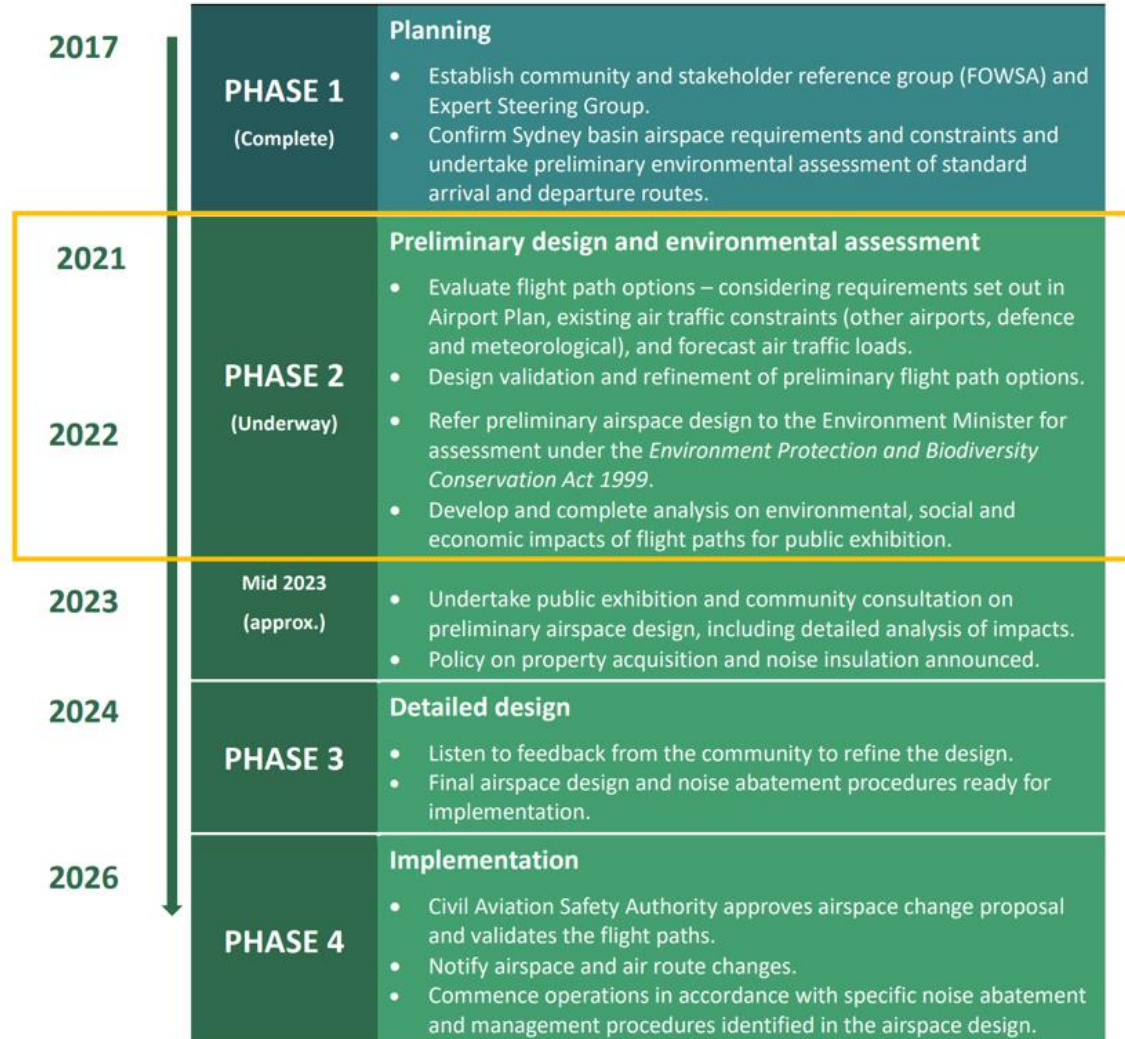 2017
PHASE 1
(Complete)
Planning
• Establish community and stakeholder reference group (FOWSA) and
Expert Steering Group.
• Confirm Sydney basin airspace requirements and constraints and
undertake preliminary environmental assessment of standard
arrival and departure routes.
2021
2022
PHASE 2
(Underway)
Preliminary design and environmental assessment
• Evaluate flight path options – considering requirements set out in
Airport Plan, existing air traffic constraints (other airports, defence
and meteorological), and forecast air traffic loads.
• Design validation and refinement of preliminary flight path options.
• Refer preliminary airspace design to the Environment Minister for
assessment under the Environment Protection and Biodiversity
Conservation Act 1999.
• Develop and complete analysis on environmental, social and
economic impacts of flight paths for public exhibition.
2023
Mid 2023
(approx.)
• Undertake public exhibition and community consultation on
preliminary airspace design, including detailed analysis of impacts.
• Policy on property acquisition and noise insulation announced.
2024
PHASE 3
Detailed design
• Listen to feedback from the community to refine the design.
• Final airspace design and noise abatement procedures ready for
implementation.
2026
PHASE 4
Implementation
• Civil Aviation Safety Authority approves airspace change proposal
and validates the flight paths.
• Notify airspace and air route changes.
• Commence operations in accordance with specific noise abatement
and management procedures identified in the airspace design.